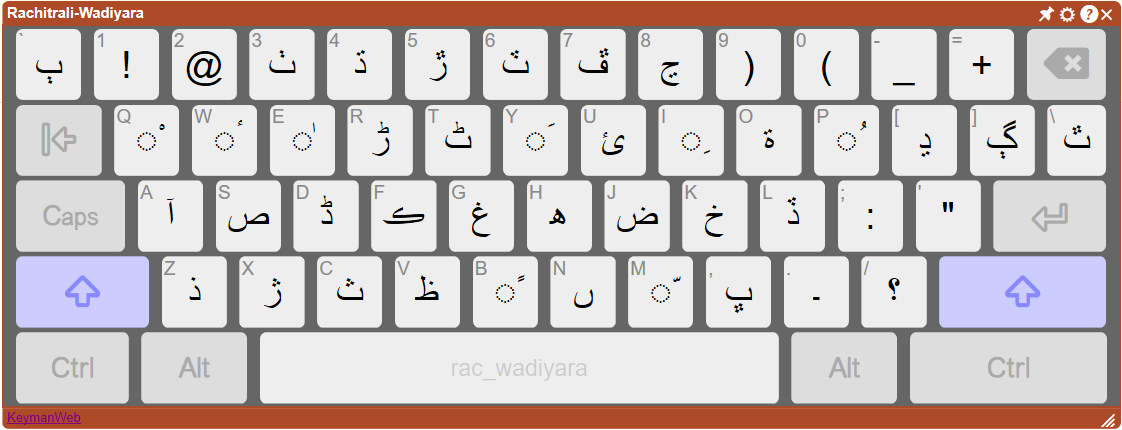 Rachitrali-Wadiyara
` ٻ 1 ! 2 @ 3 4 5 ڙ 6 ٺ 7 ڤ 8 9 ) 0 ( - _ = +
Q W ◌ٔ E ◌ٰ R ڑ T ٹ Y ◌َ U ئ I ◌ِ O ة P ◌ُ [ ] ڳ \ ٿ
Caps A آ S ص D ڈ F ڪ G غ H ھ J ض K خ L ; : ' "
Z ذ X ژ C ث V ظ B ◌ً N ں M ◌ّ , . ۔ / ؟
Ctrl Alt rac_wadiyara Alt Ctrl
KeymanWeb